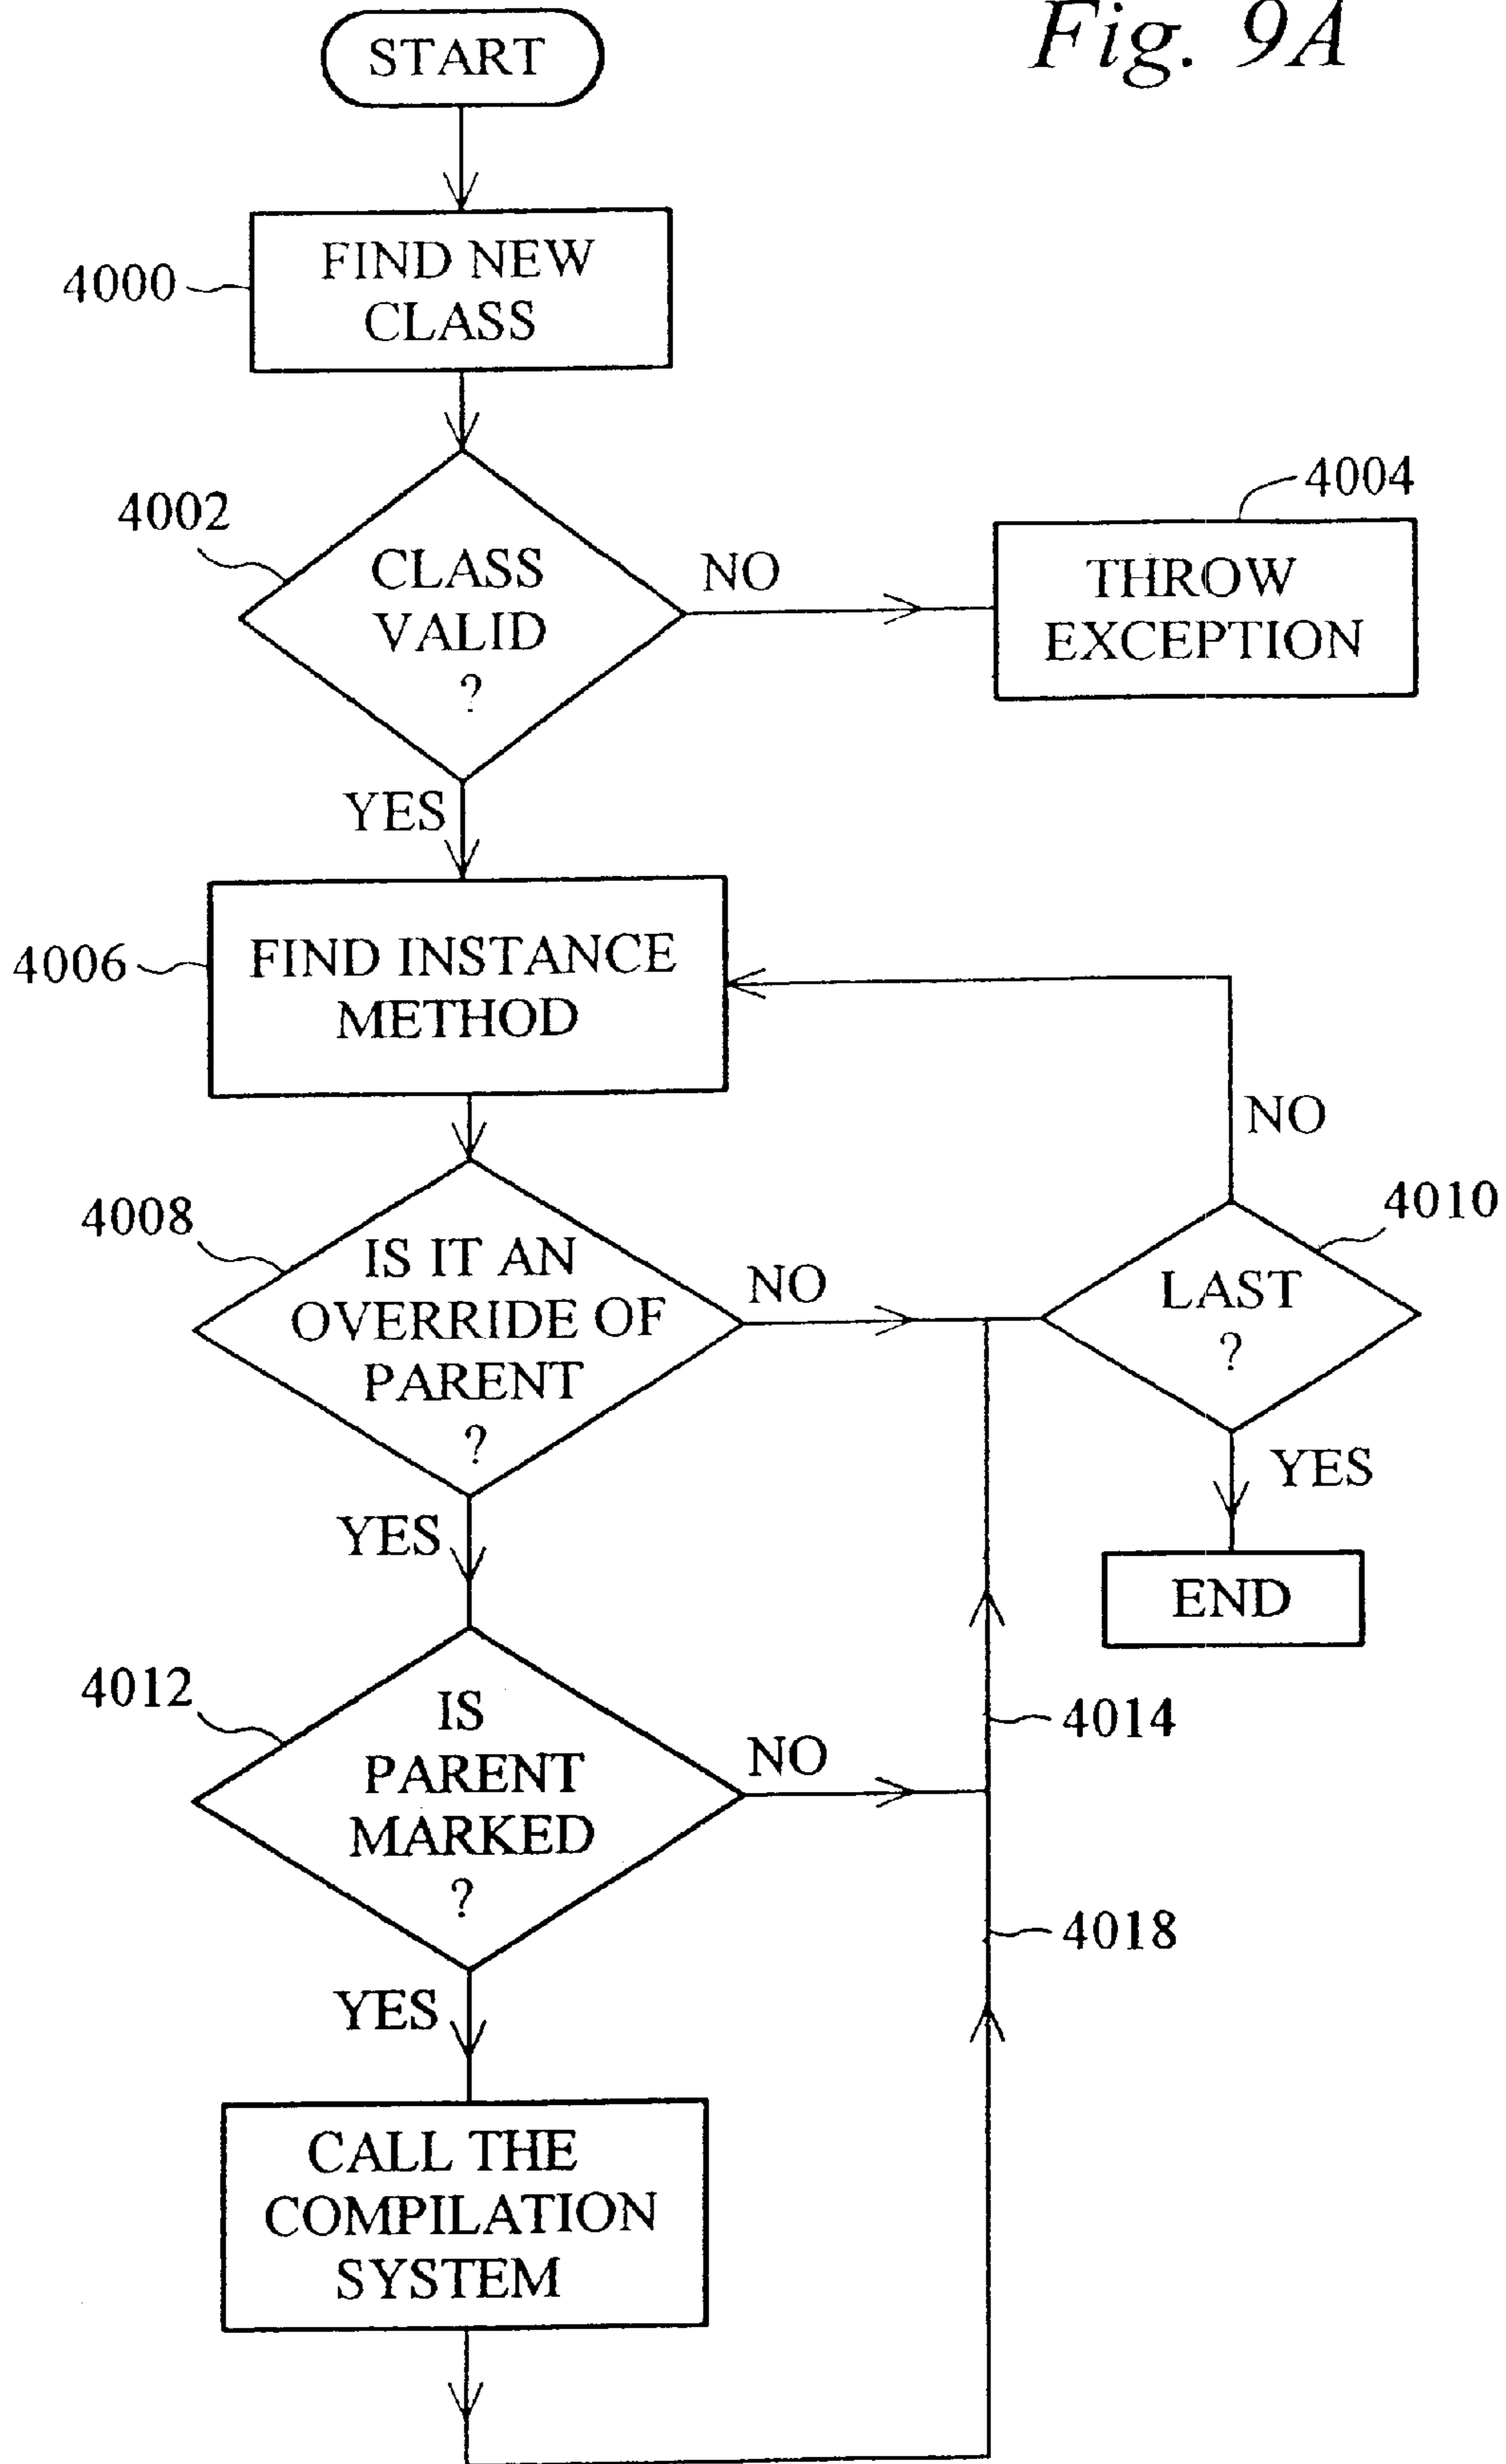 Fig. 9A
START
4000
FIND NEW
CLASS
4002
CLASS
VALID
?
NO
4004
THROW
EXCEPTION
YES
4006
FIND INSTANCE
METHOD
NO
4008
IS IT AN
OVERRIDE OF
PARENT
?
NO
4010
LAST
?
YES
END
YES
4012
IS
PARENT
MARKED
?
NO
4014
4018
YES
CALL THE
COMPILATION
SYSTEM